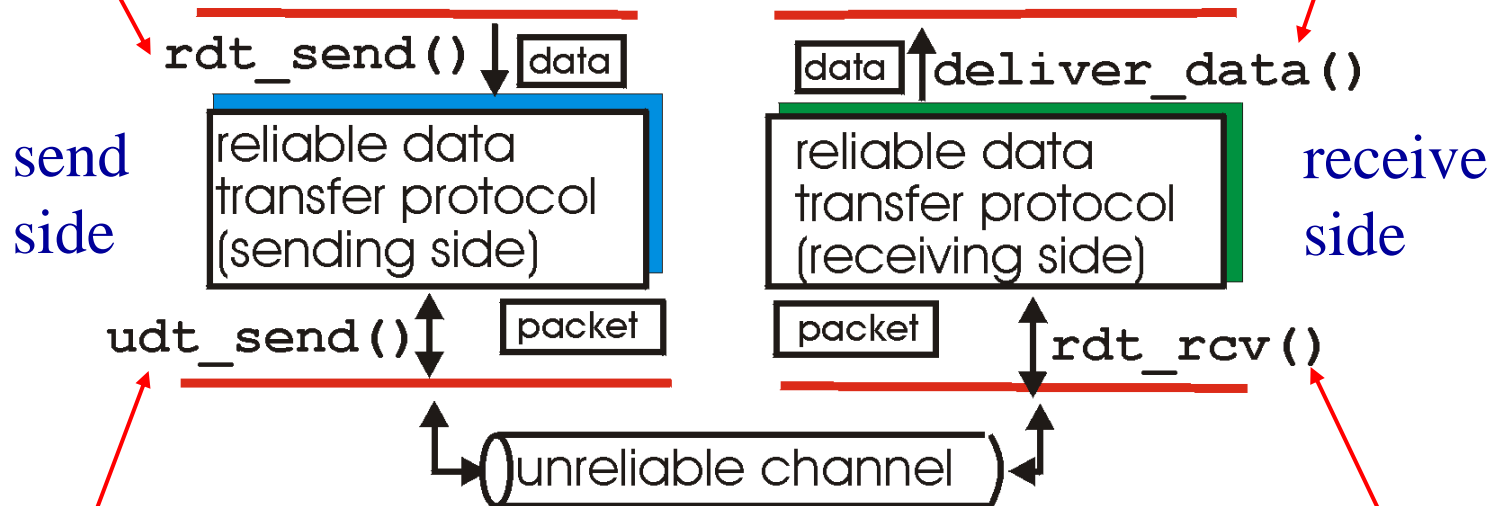 rdt_send()
data
data
deliver_data()
send
side
reliable data
transfer protocol
(sending side)
reliable data
transfer protocol
(receiving side)
receive
side
udt_send()
packet
packet
rdt_rcv()
unreliable channel